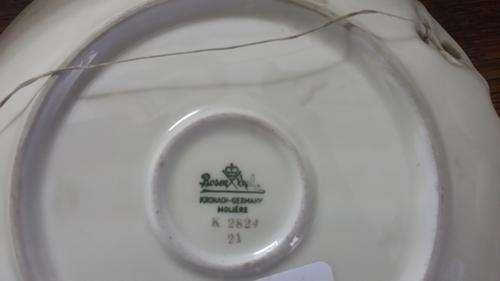 Rosenthal
KRONACH-GERMANY
MOLIÈRE
K 2824
21